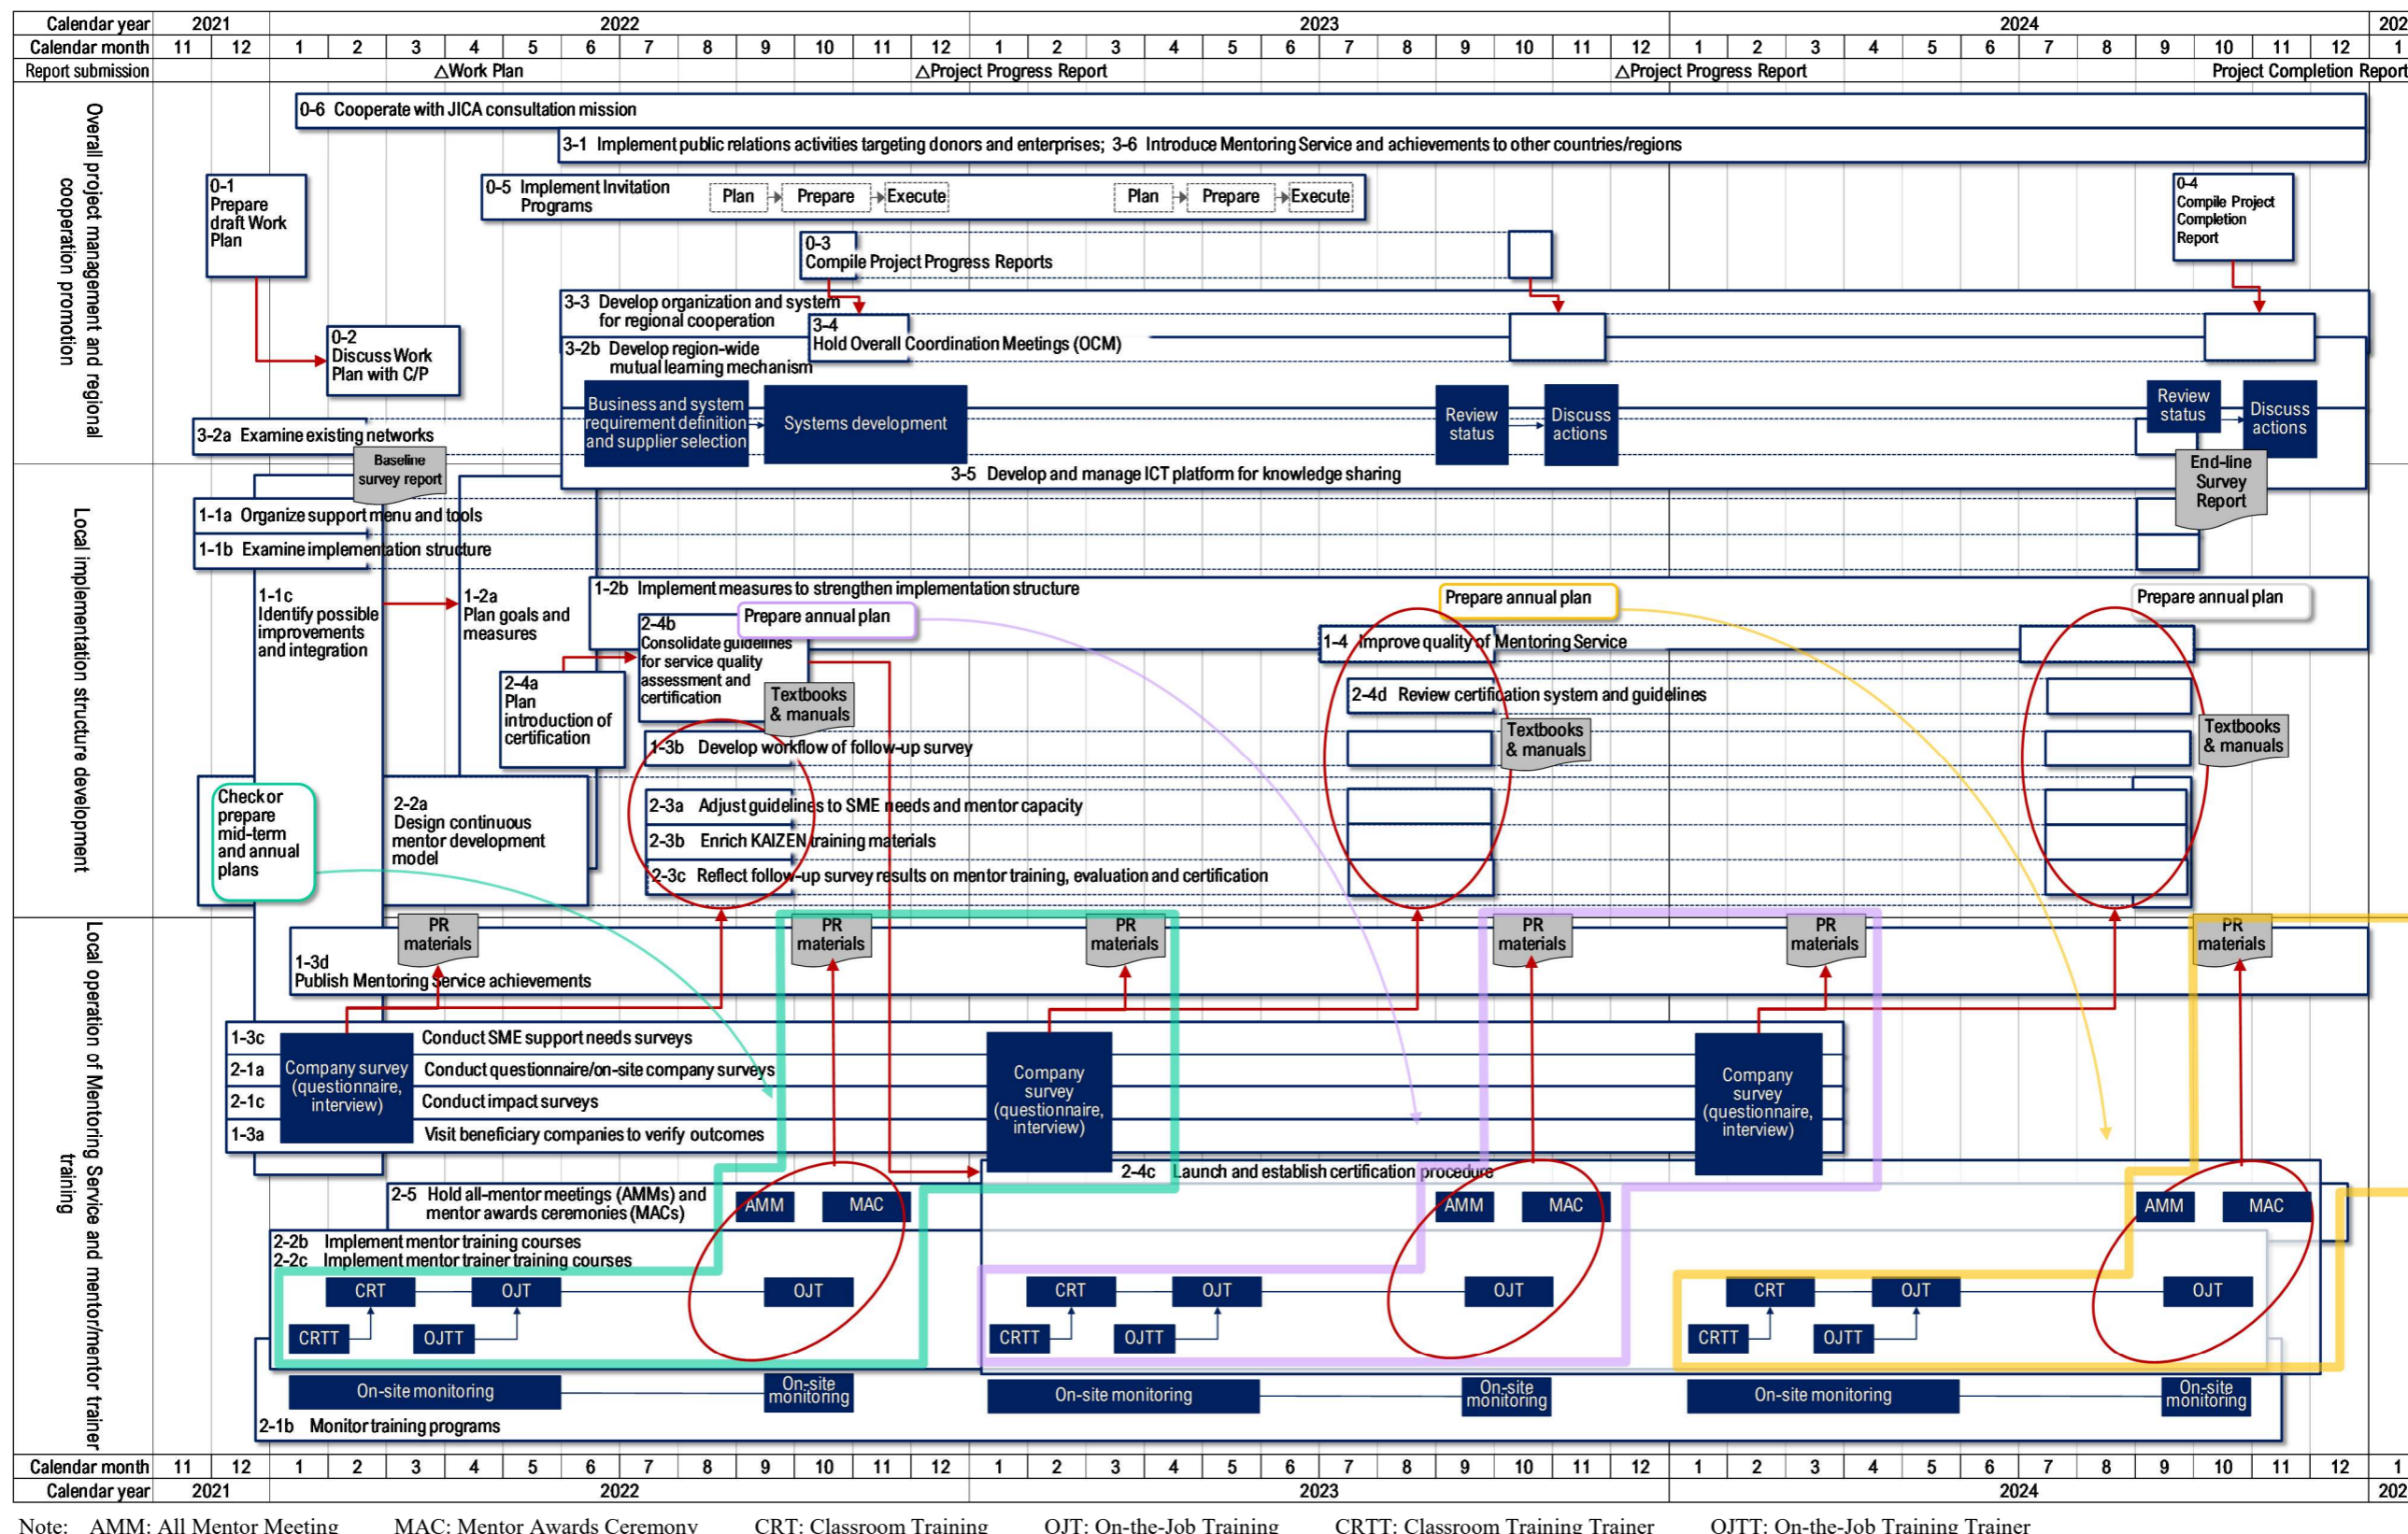 Calendar year 2021 2022 2023 2024 202
Calendar month 11 12 1 2 3 4 5 6 7 8 9 10 11 12 1 2 3 4 5 6 7 8 9 10 11 12 1 2 3 4 5 6 7 8 9 10 11 12 1
Report submission △Work Plan △Project Progress Report △Project Progress Report Project Completion Report
Overall project management and regional
cooperation promotion
0-6 Cooperate with JICA consultation mission
3-1 Implement public relations activities targeting donors and enterprises; 3-6 Introduce Mentoring Service and achievements to other countries/regions
0-1
Prepare
draft Work
Plan
0-5 Implement Invitation
Programs
Plan Prepare Execute
Plan Prepare Execute
0-4
Compile Project
Completion
Report
0-3
Compile Project Progress Reports
3-3 Develop organization and system
for regional cooperation
3-4
Hold Overall Coordination Meetings (OCM)
0-2
Discuss Work
Plan with C/P
3-2b Develop region-wide
mutual learning mechanism
Business and system
requirement definition
and supplier selection
Systems development
Review
status
Discuss
actions
Review
status
Discuss
actions
3-2a Examine existing networks
Baseline
survey report
3-5 Develop and manage ICT platform for knowledge sharing
End-line
Survey
Report
Local implementation structure development
1-1a Organize support menu and tools
1-1b Examine implementation structure
1-1c
Identify possible
improvements
and integration
1-2a
Plan goals and
measures
1-2b Implement measures to strengthen implementation structure
Prepare annual plan
Prepare annual plan
Prepare annual plan
2-4b
Consolidate guidelines
for service quality
assessment and
certification
1-4 Improve quality of Mentoring Service
2-4a
Plan
introduction of
certification
Textbooks
& manuals
2-4d Review certification system and guidelines
Textbooks
& manuals
Textbooks
& manuals
1-3b Develop workflow of follow-up survey
Check or
prepare
mid-term
and annual
plans
2-2a
Design continuous
mentor development
model
2-3a Adjust guidelines to SME needs and mentor capacity
2-3b Enrich KAIZEN training materials
2-3c Reflect follow-up survey results on mentor training, evaluation and certification
Local operation of Mentoring Service and mentor/mentor trainer
training
PR
materials
PR
materials
PR
materials
PR
materials
PR
materials
PR
materials
1-3d
Publish Mentoring Service achievements
1-3c Conduct SME support needs surveys
2-1a Conduct questionnaire/on-site company surveys
2-1c Conduct impact surveys
1-3a Visit beneficiary companies to verify outcomes
Company survey
(questionnaire,
interview)
Company
survey
(questionnaire,
interview)
Company
survey
(questionnaire,
interview)
2-4c Launch and establish certification procedure
2-5 Hold all-mentor meetings (AMMs) and
mentor awards ceremonies (MACs)
AMM MAC AMM MAC AMM MAC
2-2b Implement mentor training courses
2-2c Implement mentor trainer training courses
CRT OJT OJT CRT OJT OJT CRT OJT OJT
CRTT OJTT CRTT OJTT CRTT OJTT
On-site monitoring On-site
monitoring
On-site monitoring On-site
monitoring
On-site monitoring On-site
monitoring
2-1b Monitor training programs
Calendar month 11 12 1 2 3 4 5 6 7 8 9 10 11 12 1 2 3 4 5 6 7 8 9 10 11 12 1 2 3 4 5 6 7 8 9 10 11 12 1
Calendar year 2021 2022 2023 2024 202
Note: AMM: All Mentor Meeting MAC: Mentor Awards Ceremony CRT: Classroom Training OJT: On-the-Job Training CRTT: Classroom Training Trainer OJTT: On-the-Job Training Trainer